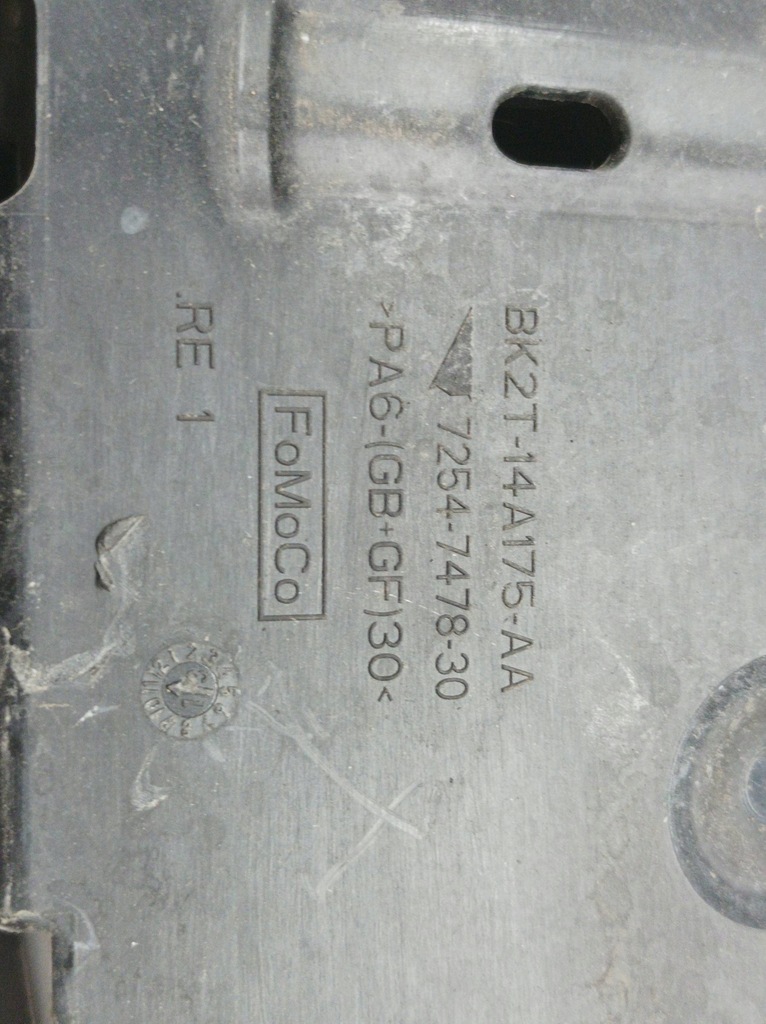 BK2T-14A175-AA
7254-7478-30
>PA6-(GB+GF)30<
FoMoCo
.RE 1